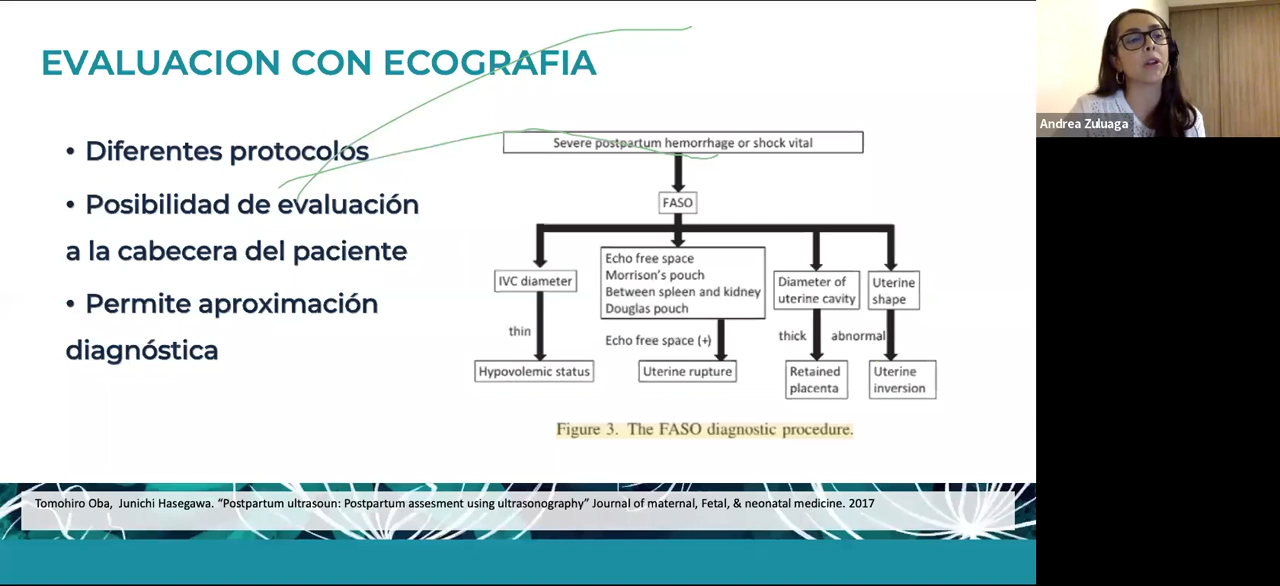 EVALUACION CON ECOGRAFIA
• Diferentes protocolos
• Posibilidad de evaluación
a la cabecera del paciente
• Permite aproximación
diagnóstica
Severe postpartum hemorrhage or shock vital
FASO
IVC diameter
Echo free space
Morrison's pouch
Between spleen and kidney
Douglas pouch
Diameter of
uterine cavity
Uterine
shape
thin
Echo free space (+)
thick
abnormal
Hypovolemic status
Uterine rupture
Retained
placenta
Uterine
inversion
Figure 3. The FASO diagnostic procedure.
Tomohiro Oba, Junichi Hasegawa. "Postpartum ultrasoun: Postpartum assesment using ultrasonography" Journal of maternal, Fetal, & neonatal medicine. 2017
Andrea Zuluaga